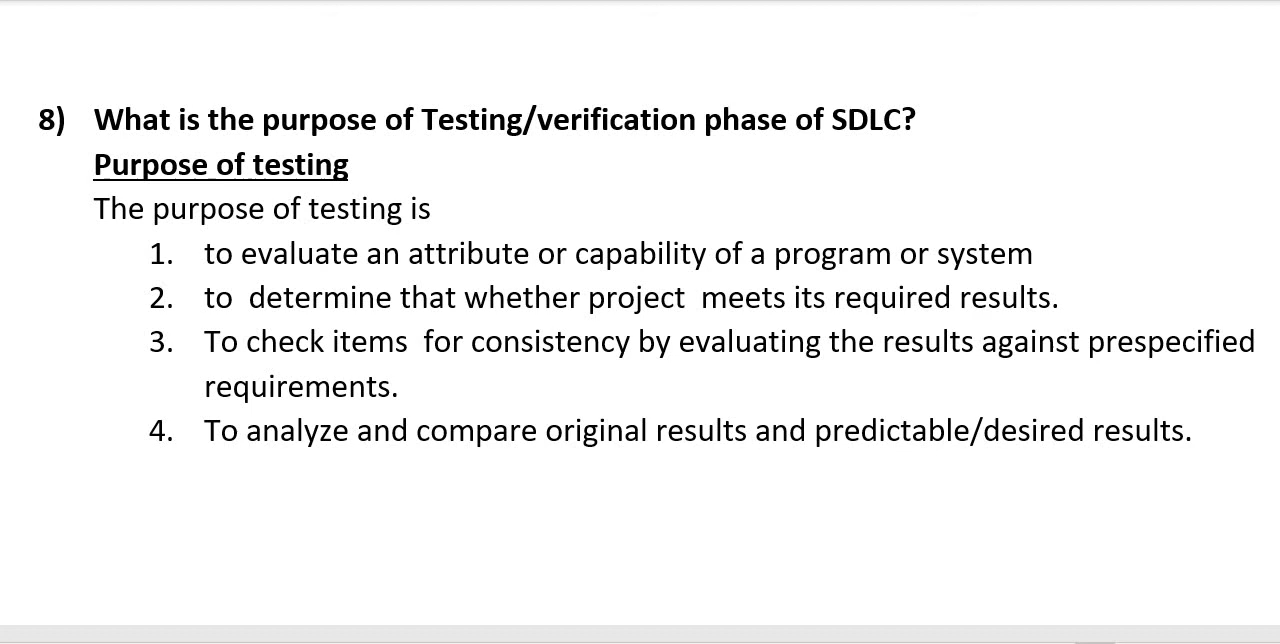 8) What is the purpose of Testing/verification phase of SDLC?
Purpose of testing
The purpose of testing is
1. to evaluate an attribute or capability of a program or system
2. to  determine that whether project  meets its required results.
3. To check items  for consistency by evaluating the results against prespecified
requirements.
4. To analyze and compare original results and predictable/desired results.